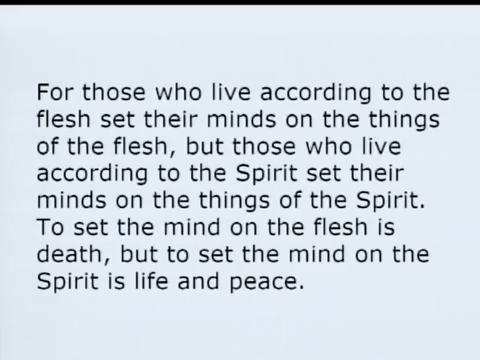 For those who live according to the
flesh set their minds on the things
of the flesh, but those who live
according to the Spirit set their
minds on the things of the Spirit.
To set the mind on the flesh is
death, but to set the mind on the
Spirit is life and peace.